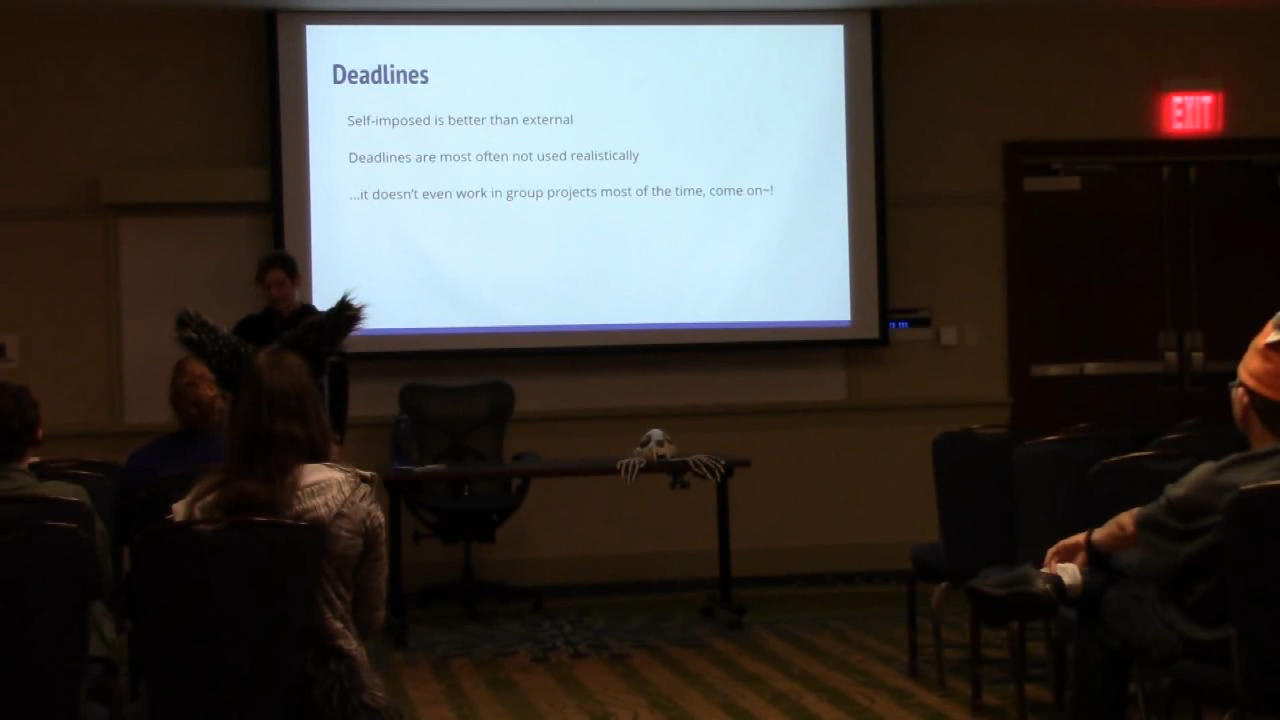 Deadlines
Self-imposed is better than external
Deadlines are most often not used realistically
...it doesn't even work in group projects most of the time, come on~!
EXIT